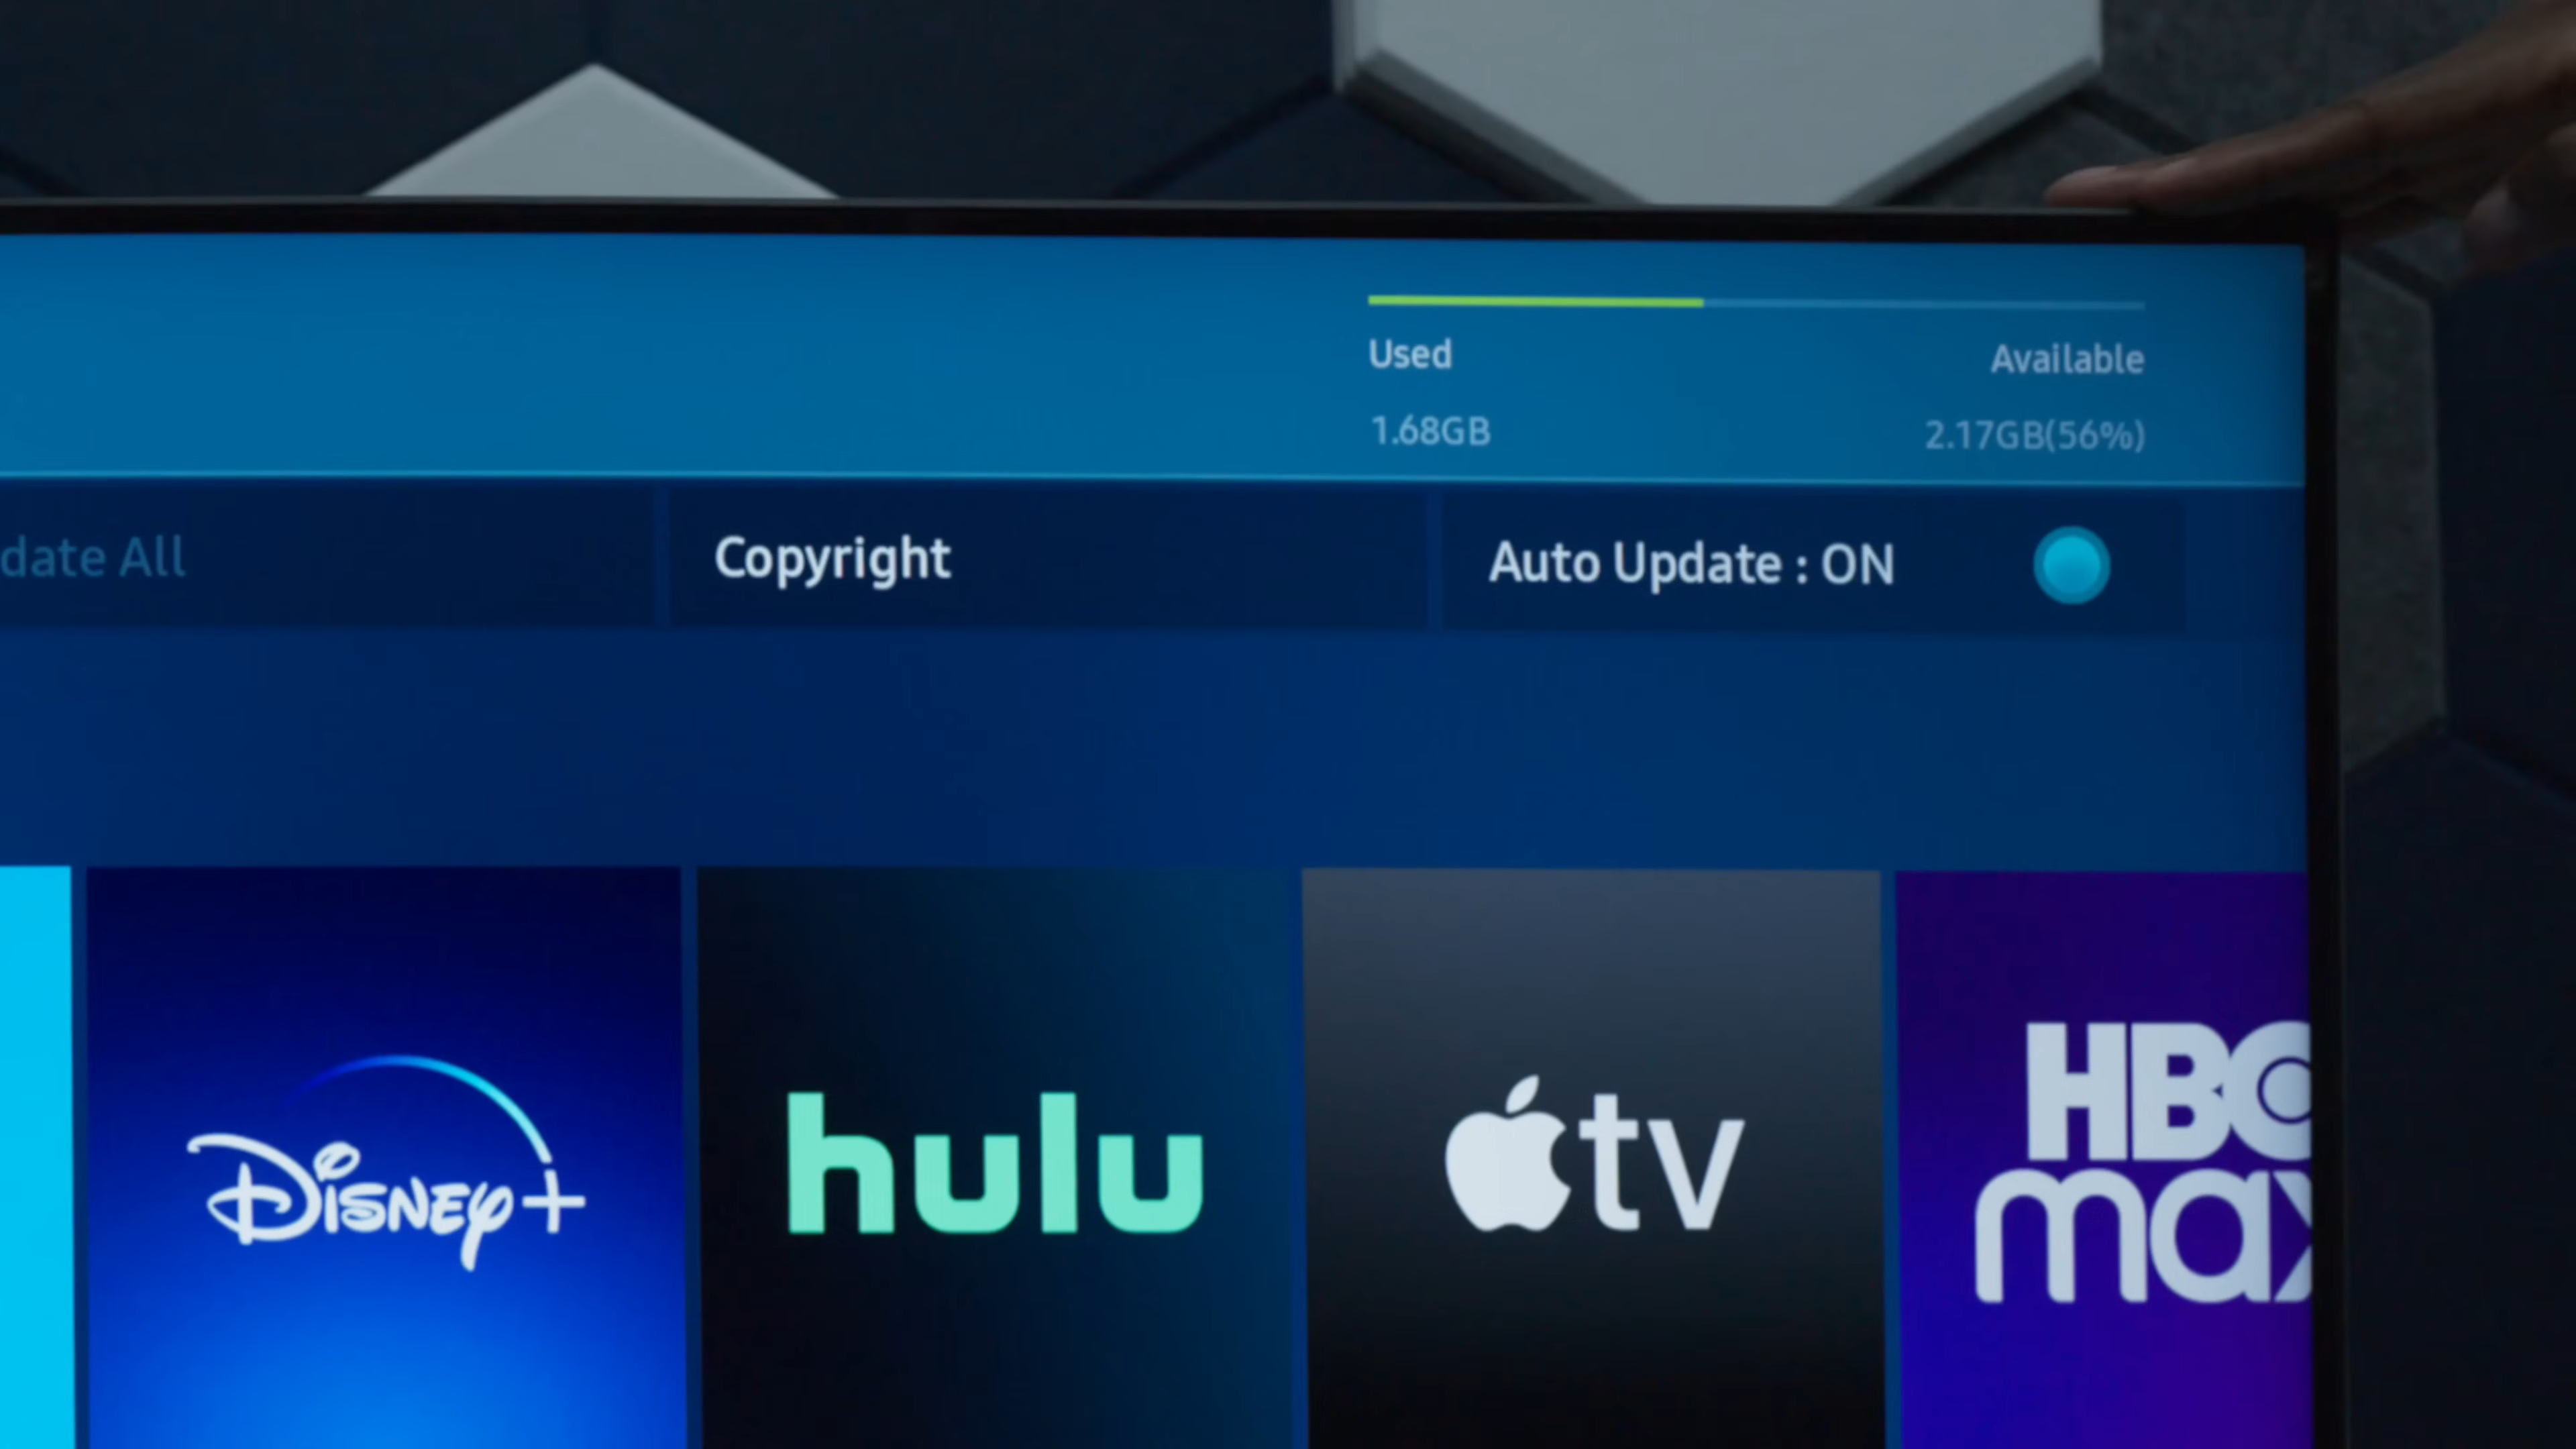 Used
Available
1.68GB
2.17GB(56%)
date All
Copyright
Auto Update : ON
Disney+
hulu
tv
HBO
max